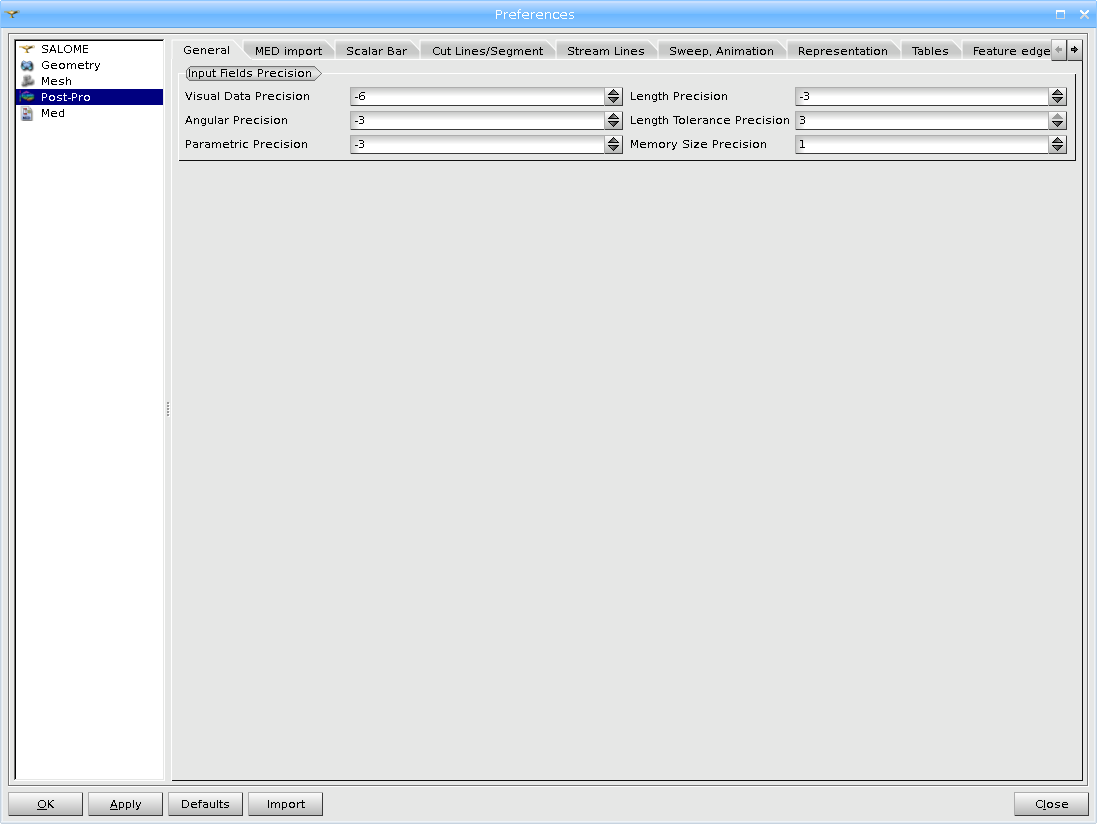 Preferences
SALOME
Geometry
Mesh
Post-Pro
Med
General MED import Scalar Bar Cut Lines/Segment Stream Lines Sweep, Animation Representation Tables Feature edge
Input Fields Precision
Visual Data Precision -6 Length Precision -3
Angular Precision -3 Length Tolerance Precision 3
Parametric Precision -3 Memory Size Precision 1
OK Apply Defaults Import Close